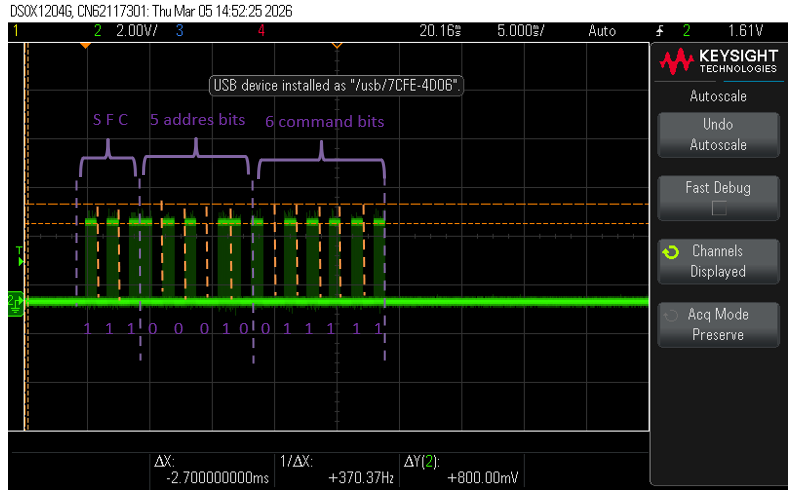 DSOX1204G, CN62117301: Thu Mar 05 14:52:25 2026
1 2 2.00V/ 3 4 20.16ms 5.000ms/ Auto 2 1.61V
KEYSIGHT
TECHNOLOGIES
Autoscale
USB device installed as "/usb/7CFE-4D06".
Undo
Autoscale
S F C 5 addres bits 6 command bits
Fast Debug
T
Channels
Displayed
2
Acq Mode
Preserve
1 1 1 0 0 0 1 0 0 1 1 1 1 1
ΔX: 1/ΔX: ΔY(2):
-2.700000000ms +370.37Hz +800.00mV